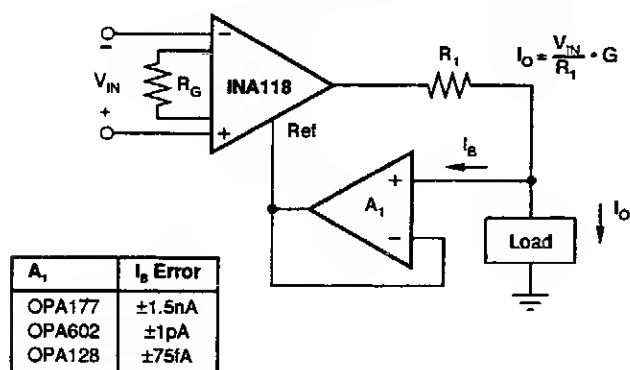 −
V_IN
+
R_G
−
INA118
+
Ref
R_1
I_O = V_IN / R_1 • G
I_B
A_1
+
−
Load
I_O
A_1 I_B Error
OPA177 ±1.5nA
OPA602 ±1pA
OPA128 ±75fA